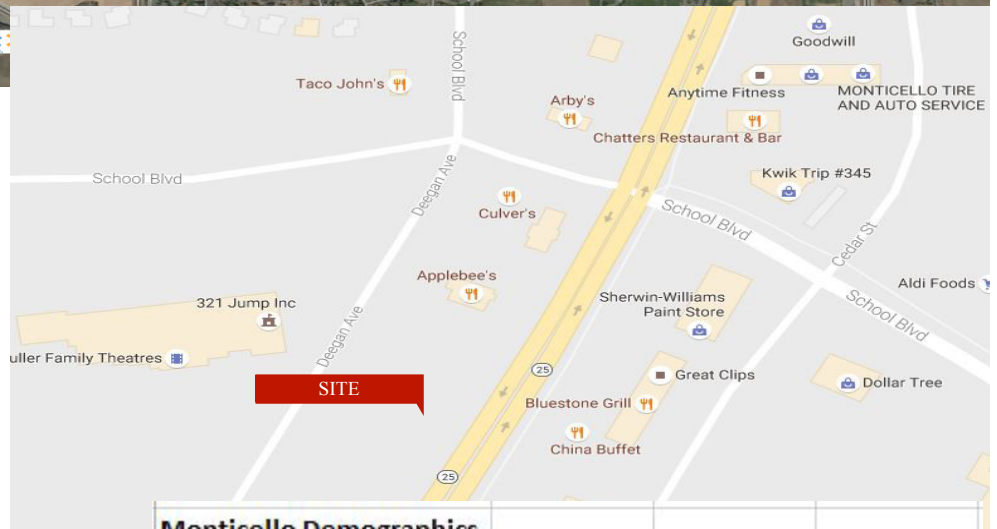 Goodwill
School Blvd
Taco John's
Anytime Fitness
MONTICELLO TIRE
AND AUTO SERVICE
Arby's
Chatters Restaurant & Bar
School Blvd
Deegan Ave
Kwik Trip #345
Culver's
School Blvd
Cedar St
Applebee's
Aldi Foods
321 Jump Inc
Sherwin-Williams
Paint Store
School Blvd
uller Family Theatres
Deegan Ave
25
Great Clips
SITE
Dollar Tree
Bluestone Grill
China Buffet
25
Monticello Demographics